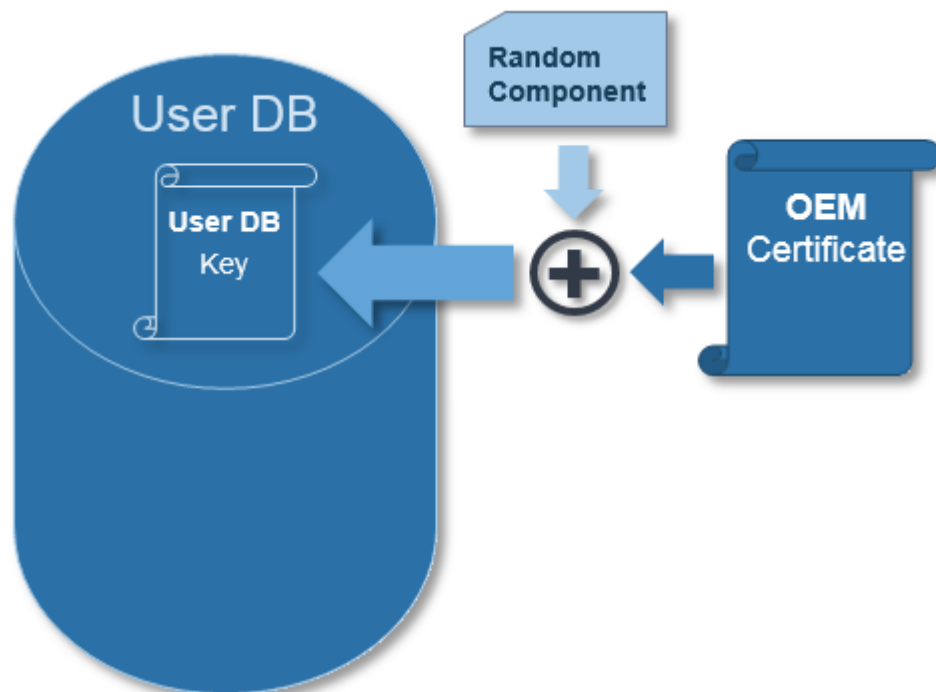 User DB
User DB
Key
Random
Component
OEM
Certificate